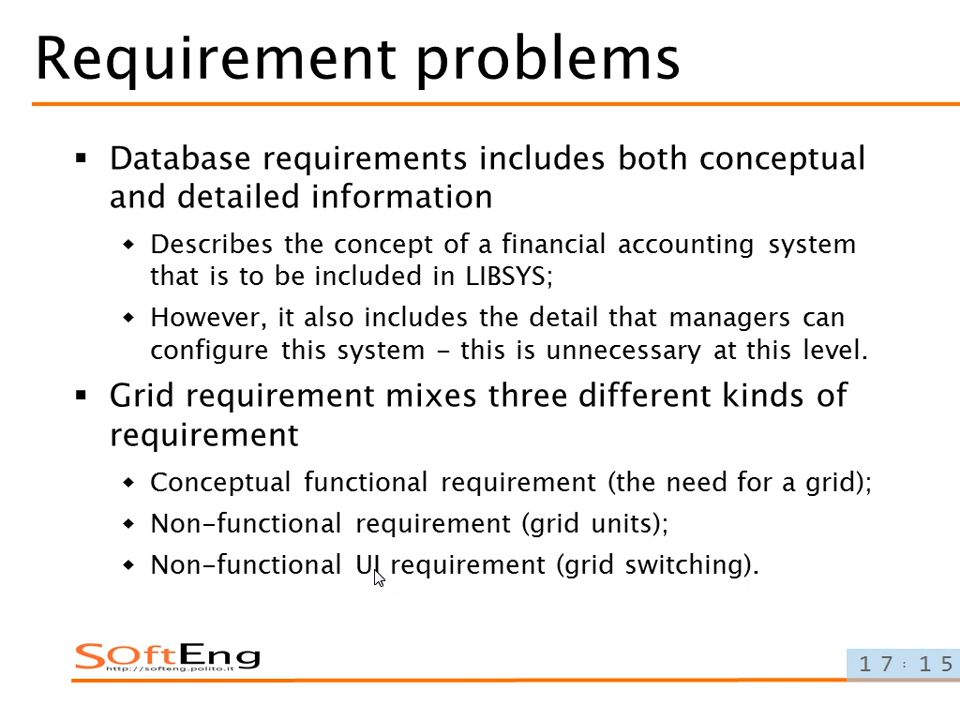 Requirement problems
Database requirements includes both conceptual
and detailed information
Describes the concept of a financial accounting system
that is to be included in LIBSYS;
However, it also includes the detail that managers can
configure this system – this is unnecessary at this level.
Grid requirement mixes three different kinds of
requirement
Conceptual functional requirement (the need for a grid);
Non-functional requirement (grid units);
Non-functional UI requirement (grid switching).
SOftEng
http://softeng.polito.it
17:15